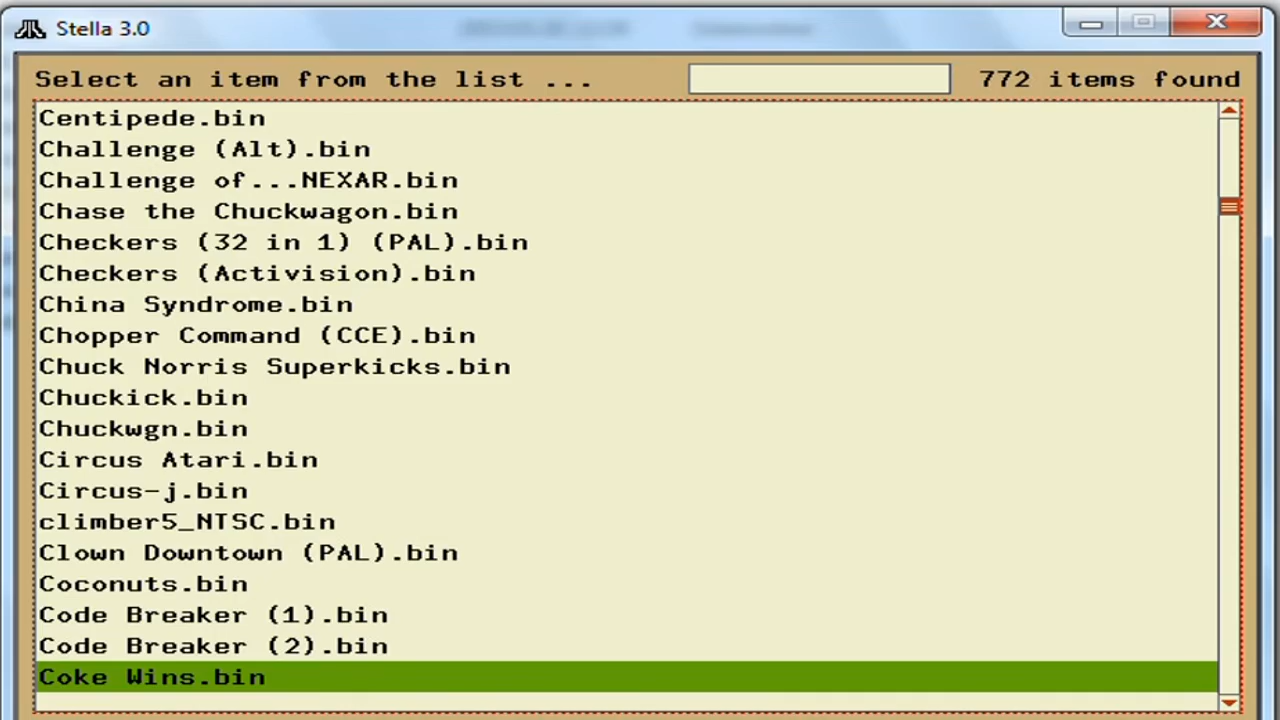 Stella 3.0
Select an item from the list ... 772 items found
Centipede.bin
Challenge (Alt).bin
Challenge of...NEXAR.bin
Chase the Chuckwagon.bin
Checkers (32 in 1) (PAL).bin
Checkers (Activision).bin
China Syndrome.bin
Chopper Command (CCE).bin
Chuck Norris Superkicks.bin
Chuckick.bin
Chuckwgn.bin
Circus Atari.bin
Circus-j.bin
climber5_NTSC.bin
Clown Downtown (PAL).bin
Coconuts.bin
Code Breaker (1).bin
Code Breaker (2).bin
Coke Wins.bin